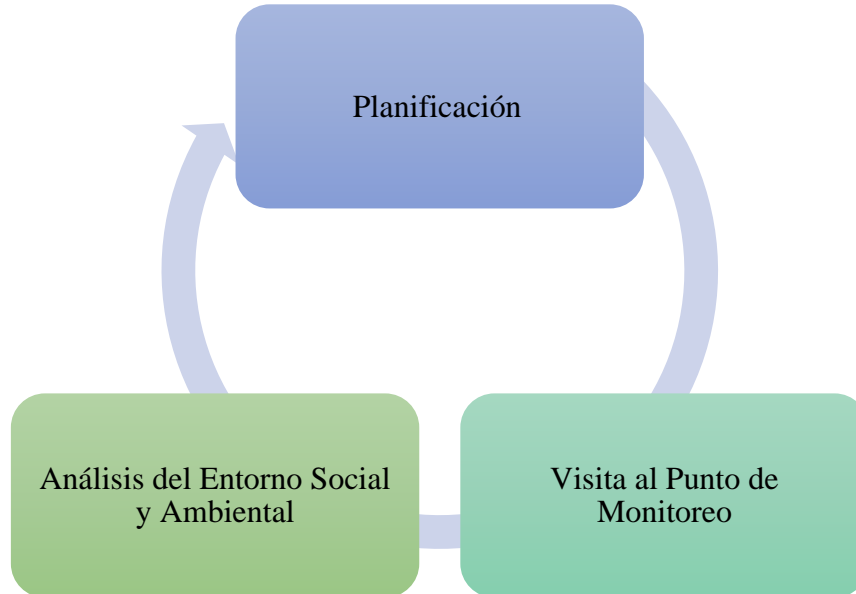 Planificación
Análisis del Entorno Social
y Ambiental
Visita al Punto de
Monitoreo